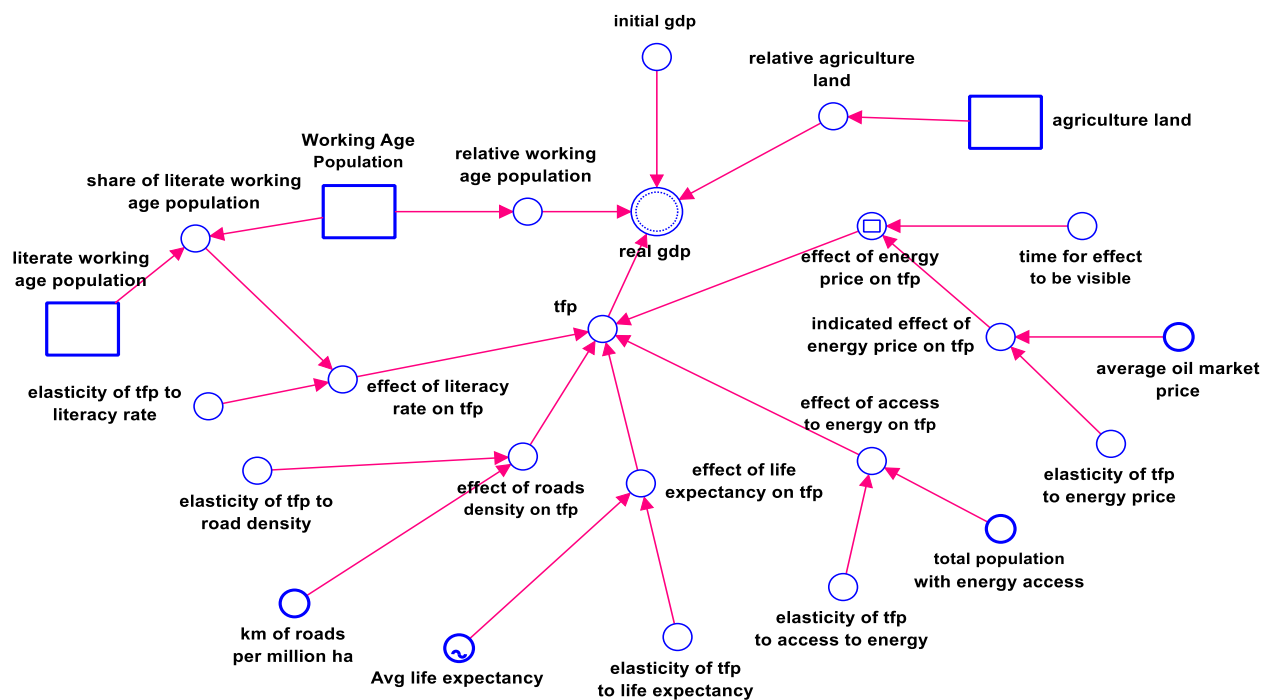 initial gdp
relative agriculture
land
agriculture land
Working Age
Population
relative working
age population
share of literate working
age population
literate working
age population
real gdp
effect of energy
price on tfp
time for effect
to be visible
tfp
indicated effect of
energy price on tfp
average oil market
price
elasticity of tfp to
literacy rate
effect of literacy
rate on tfp
effect of access
to energy on tfp
elasticity of tfp
to energy price
elasticity of tfp to
road density
effect of roads
density on tfp
effect of life
expectancy on tfp
total population
with energy access
elasticity of tfp
to access to energy
km of roads
per million ha
Avg life expectancy
elasticity of tfp
to life expectancy